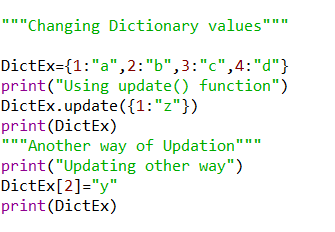 """Changing Dictionary values"""
DictEx={1:"a",2:"b",3:"c",4:"d"}
print("Using update() function")
DictEx.update({1:"z"})
print(DictEx)
"""Another way of Updation"""
print("Updating other way")
DictEx[2]="y"
print(DictEx)